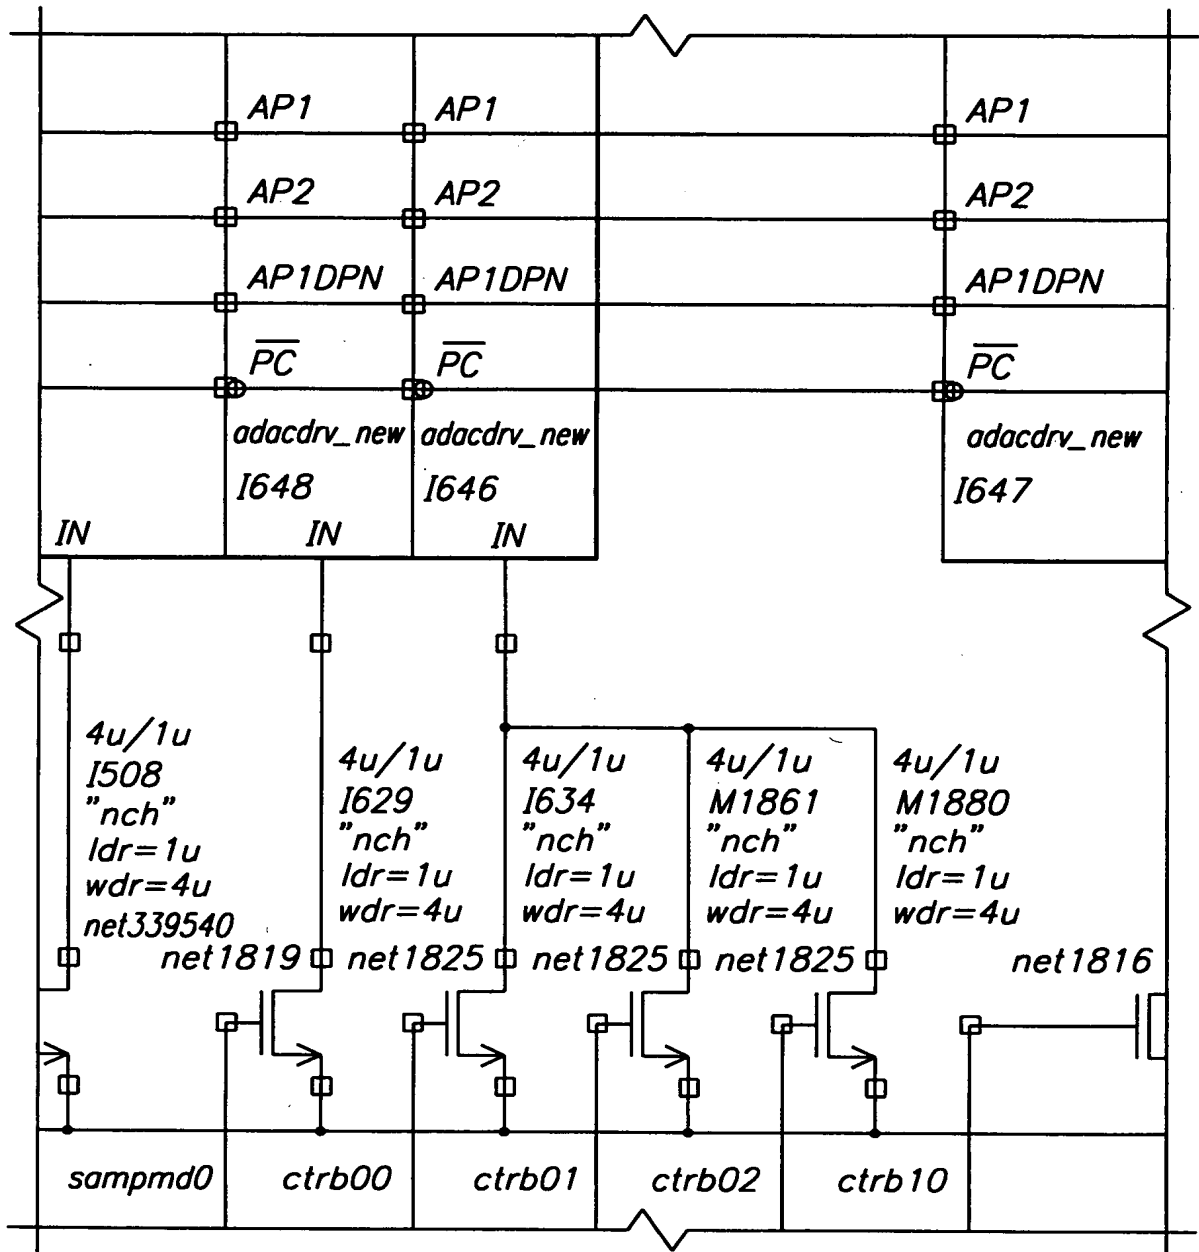 AP1 AP1 AP1
AP2 AP2 AP2
AP1DPN AP1DPN AP1DPN
PC PC PC
adacdrv_new adacdrv_new adacdrv_new
I648 I646 I647
IN IN IN
4u/1u
I508
"nch"
ldr=1u
wdr=4u
net339540
4u/1u
I629
"nch"
ldr=1u
wdr=4u
4u/1u
I634
"nch"
ldr=1u
wdr=4u
4u/1u
M1861
"nch"
ldr=1u
wdr=4u
4u/1u
M1880
"nch"
ldr=1u
wdr=4u
net1819 net1825 net1825 net1825 net1816
sampmd0 ctrb00 ctrb01 ctrb02 ctrb10